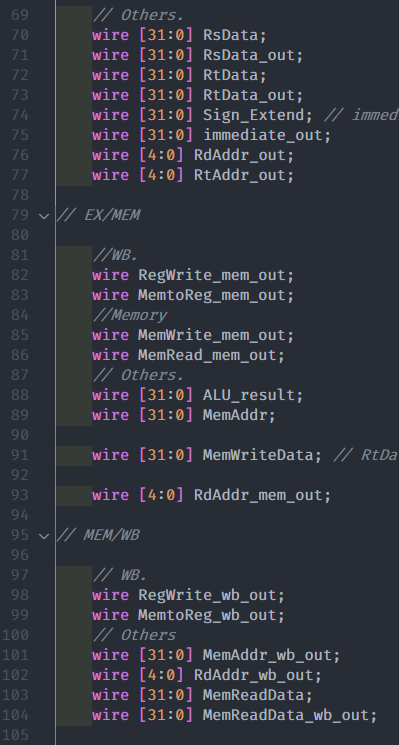 69 // Others.
70 wire [31:0] RsData;
71 wire [31:0] RsData_out;
72 wire [31:0] RtData;
73 wire [31:0] RtData_out;
74 wire [31:0] Sign_Extend; // immed
75 wire [31:0] immediate_out;
76 wire [4:0] RdAddr_out;
77 wire [4:0] RtAddr_out;
78
79 // EX/MEM
80
81 //WB.
82 wire RegWrite_mem_out;
83 wire MemtoReg_mem_out;
84 //Memory
85 wire MemWrite_mem_out;
86 wire MemRead_mem_out;
87 // Others.
88 wire [31:0] ALU_result;
89 wire [31:0] MemAddr;
90
91 wire [31:0] MemWriteData; // RtDa
92
93 wire [4:0] RdAddr_mem_out;
94
95 // MEM/WB
96
97 // WB.
98 wire RegWrite_wb_out;
99 wire MemtoReg_wb_out;
100 // Others
101 wire [31:0] MemAddr_wb_out;
102 wire [4:0] RdAddr_wb_out;
103 wire [31:0] MemReadData;
104 wire [31:0] MemReadData_wb_out;
105